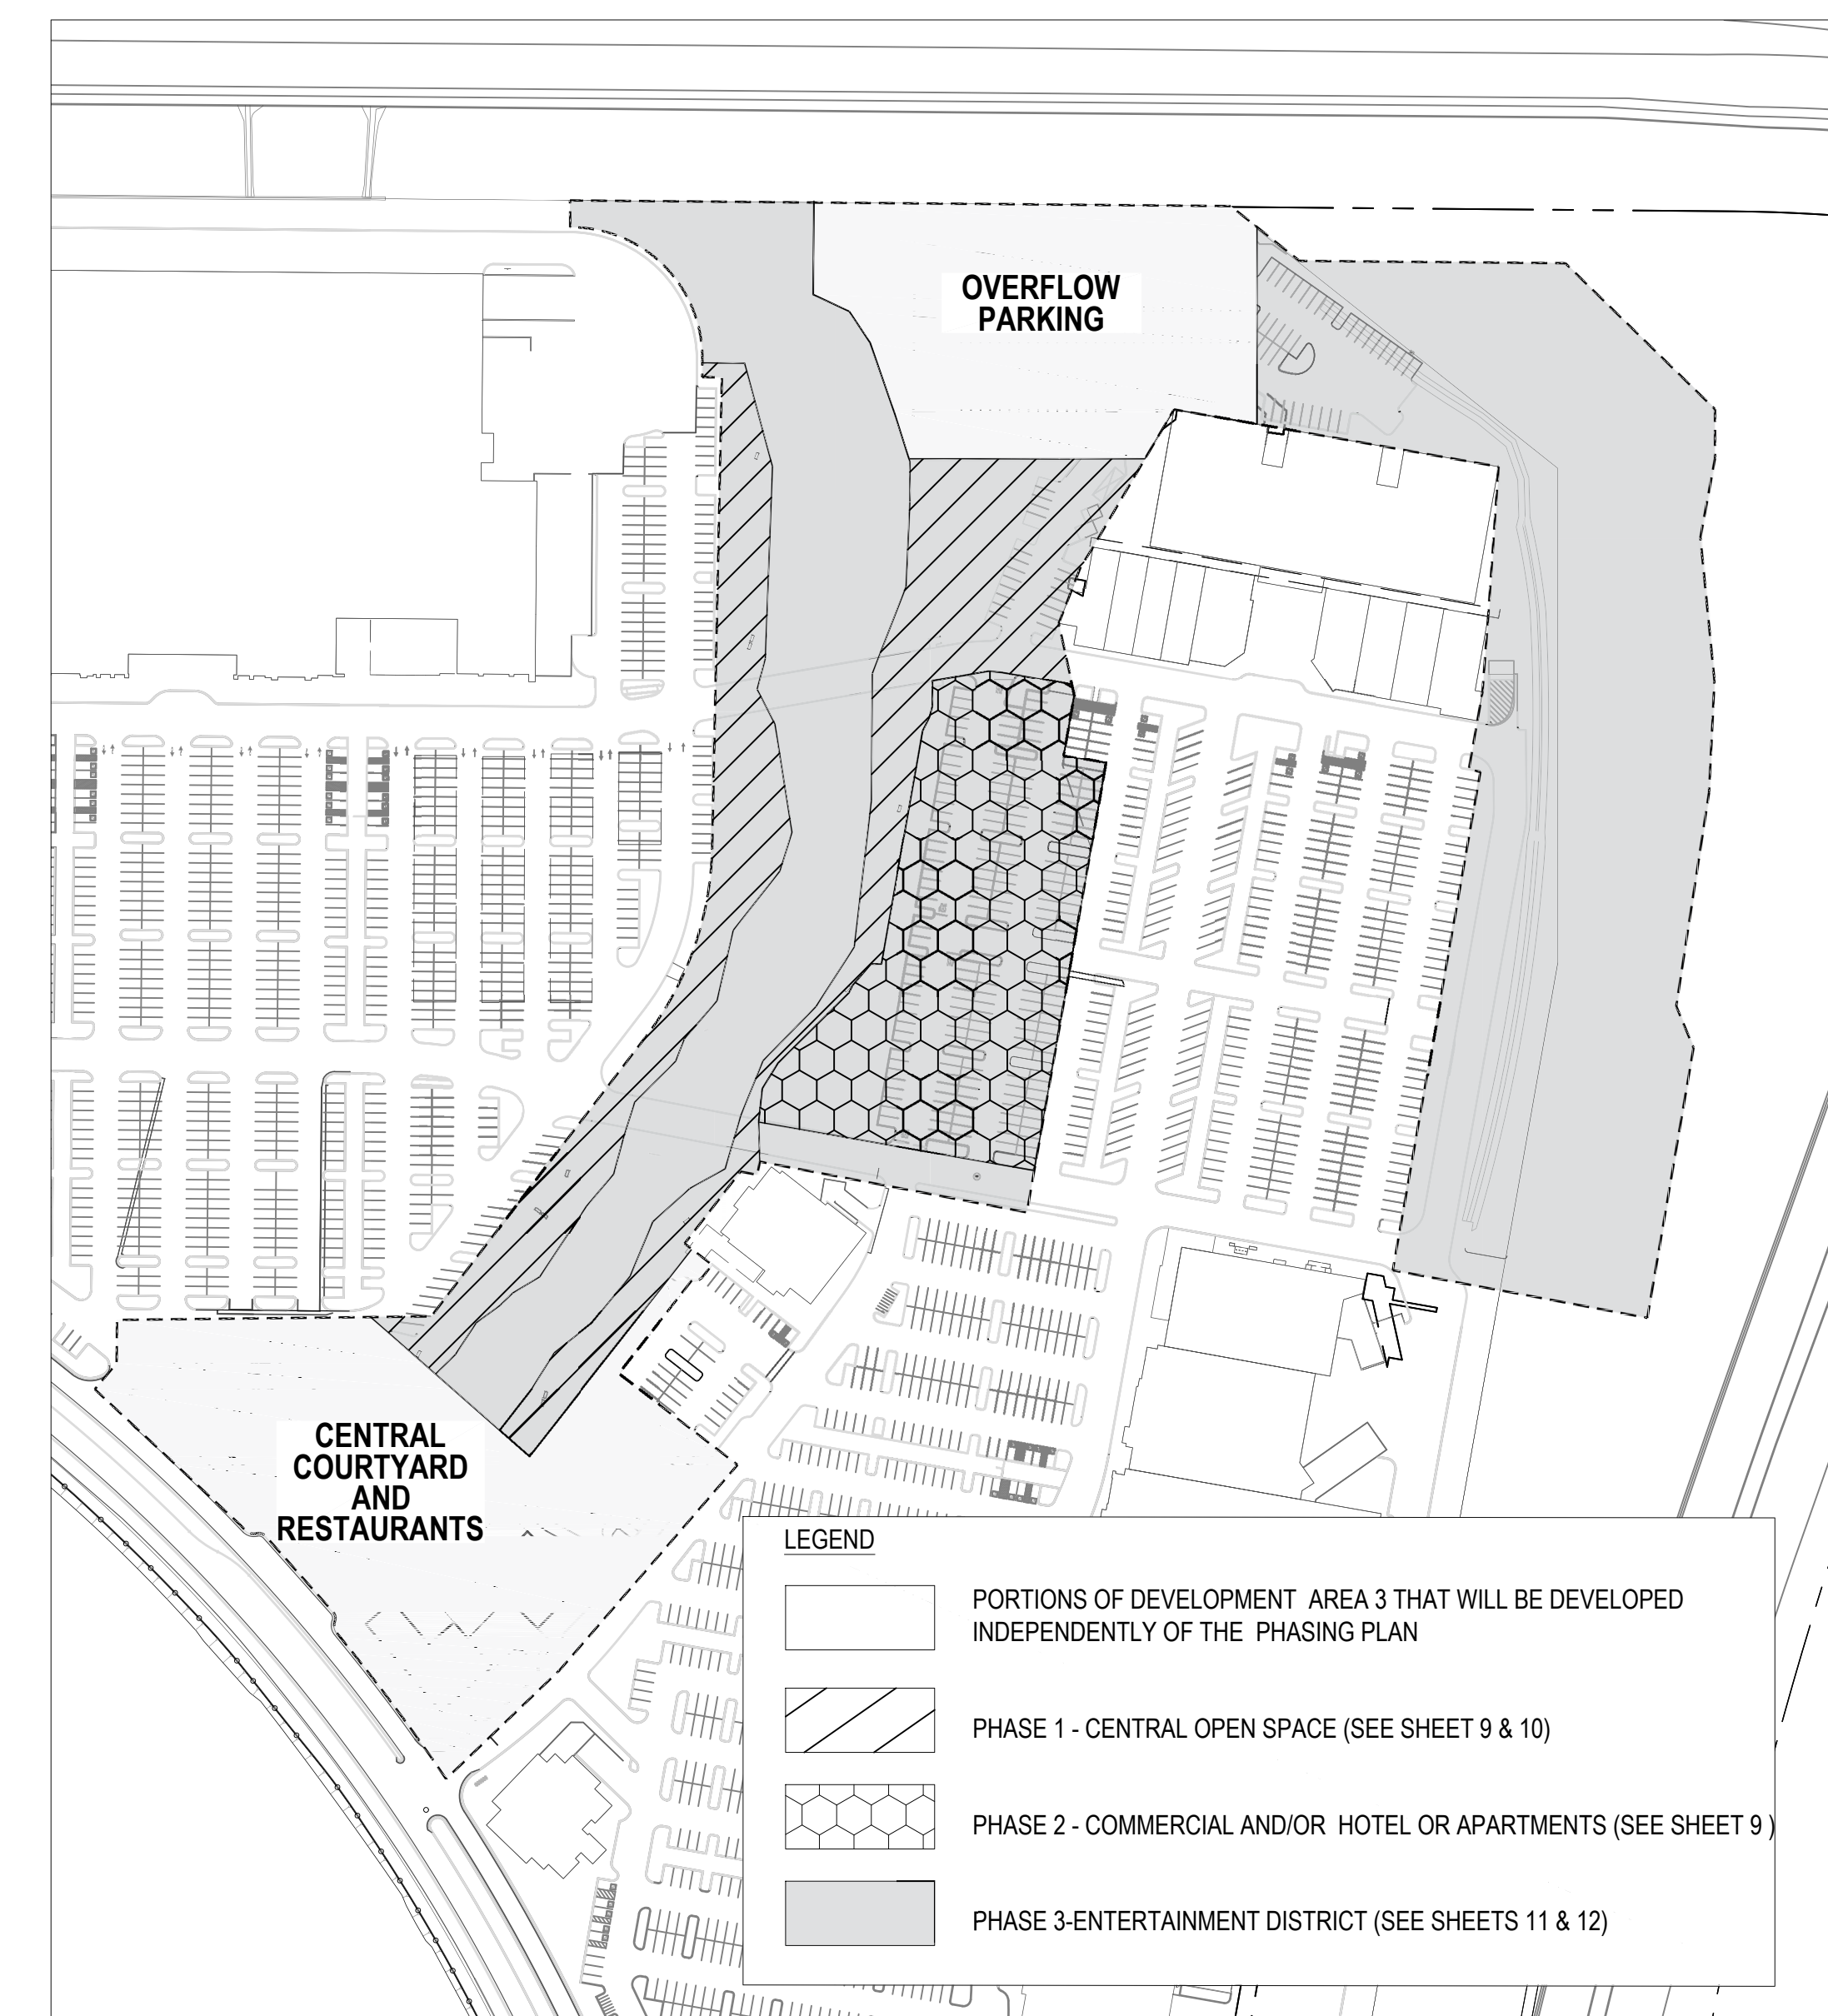 OVERFLOW
PARKING
CENTRAL
COURTYARD
AND
RESTAURANTS
LEGEND
PORTIONS OF DEVELOPMENT AREA 3 THAT WILL BE DEVELOPED
INDEPENDENTLY OF THE PHASING PLAN
PHASE 1 - CENTRAL OPEN SPACE (SEE SHEET 9 & 10)
PHASE 2 - COMMERCIAL AND/OR HOTEL OR APARTMENTS (SEE SHEET 9 )
PHASE 3-ENTERTAINMENT DISTRICT (SEE SHEETS 11 & 12)